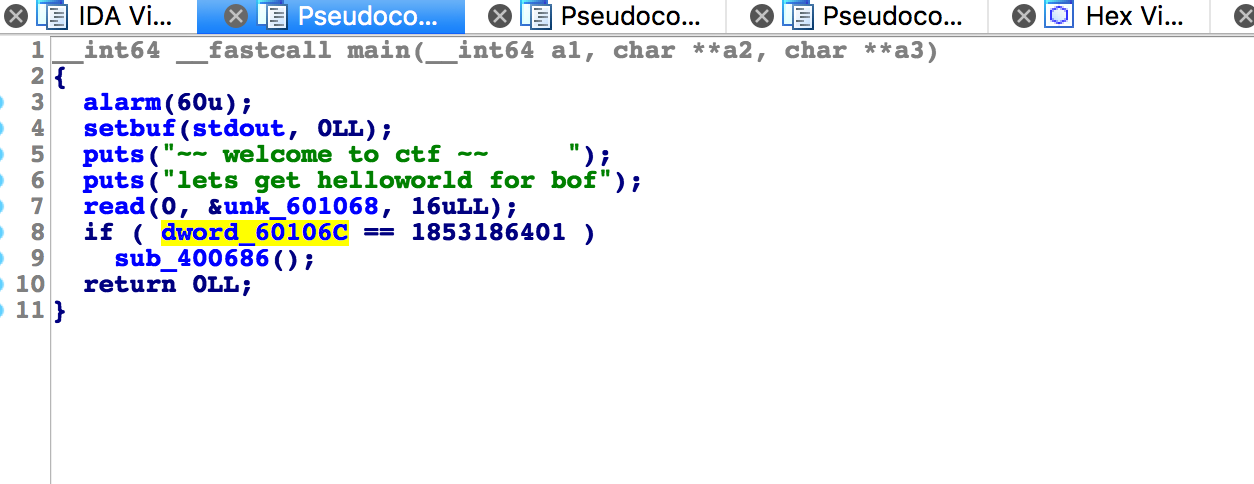 IDA Vi... Pseudoco... Pseudoco... Pseudoco... Hex Vi...
1 __int64 __fastcall main(__int64 a1, char **a2, char **a3)
2 {
3   alarm(60u);
4   setbuf(stdout, 0LL);
5   puts("~~ welcome to ctf ~~     ");
6   puts("lets get helloworld for bof");
7   read(0, &unk_601068, 16uLL);
8   if ( dword_60106C == 1853186401 )
9     sub_400686();
10   return 0LL;
11 }